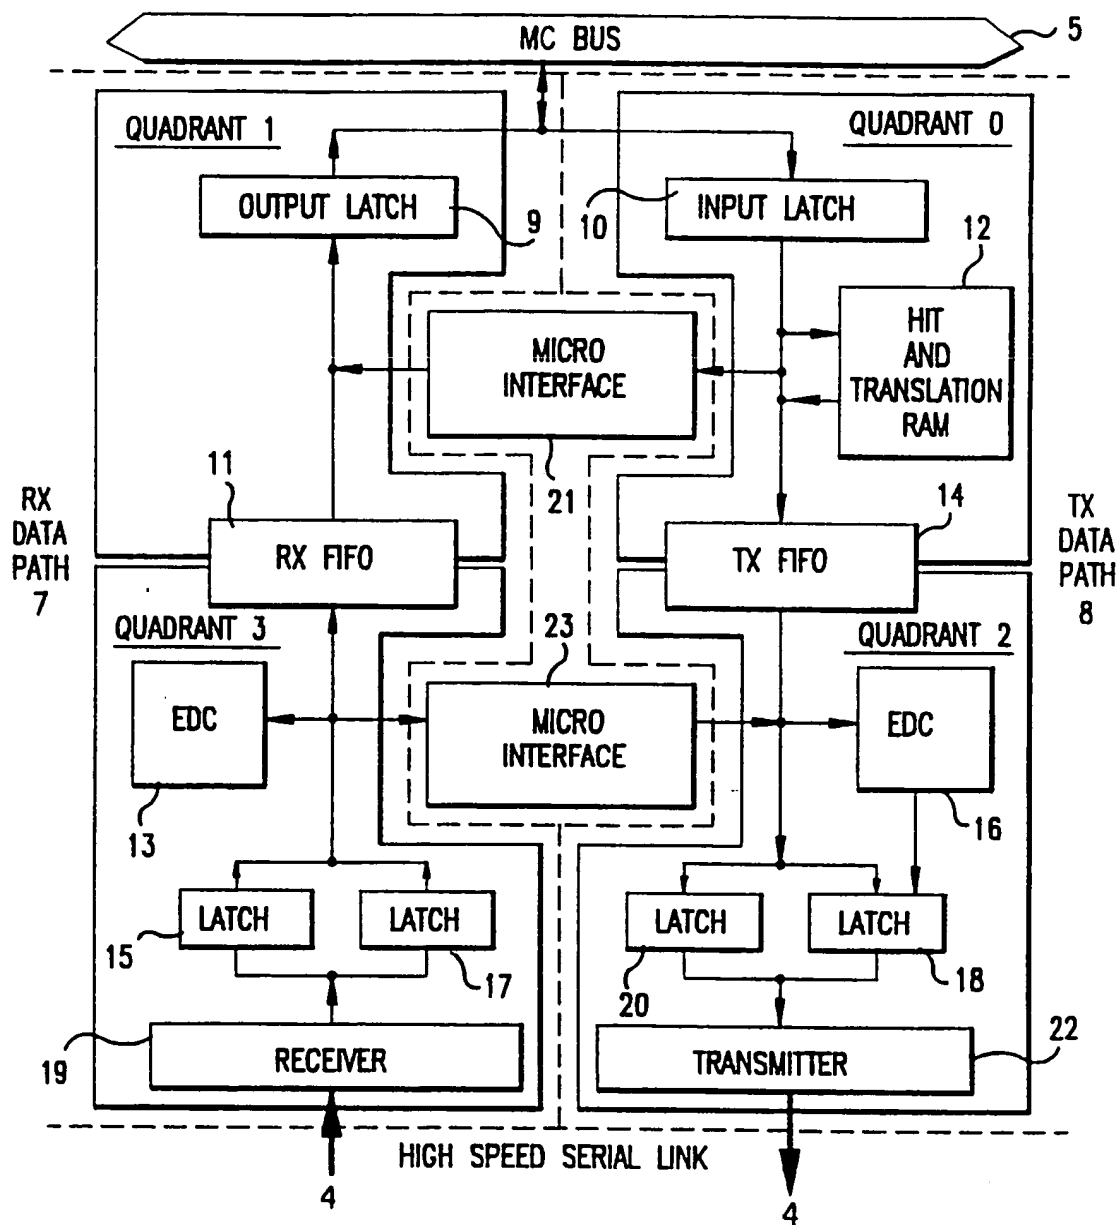 MC BUS
5
QUADRANT 1
QUADRANT 0
OUTPUT LATCH
9
10
INPUT LATCH
12
HIT
AND
TRANSLATION
RAM
MICRO
INTERFACE
21
11
RX
DATA
PATH
7
RX FIFO
TX FIFO
14
TX
DATA
PATH
8
QUADRANT 3
23
QUADRANT 2
EDC
MICRO
INTERFACE
EDC
13
16
LATCH
LATCH
LATCH
LATCH
15
17
20
18
19
RECEIVER
TRANSMITTER
22
HIGH SPEED SERIAL LINK
4
4